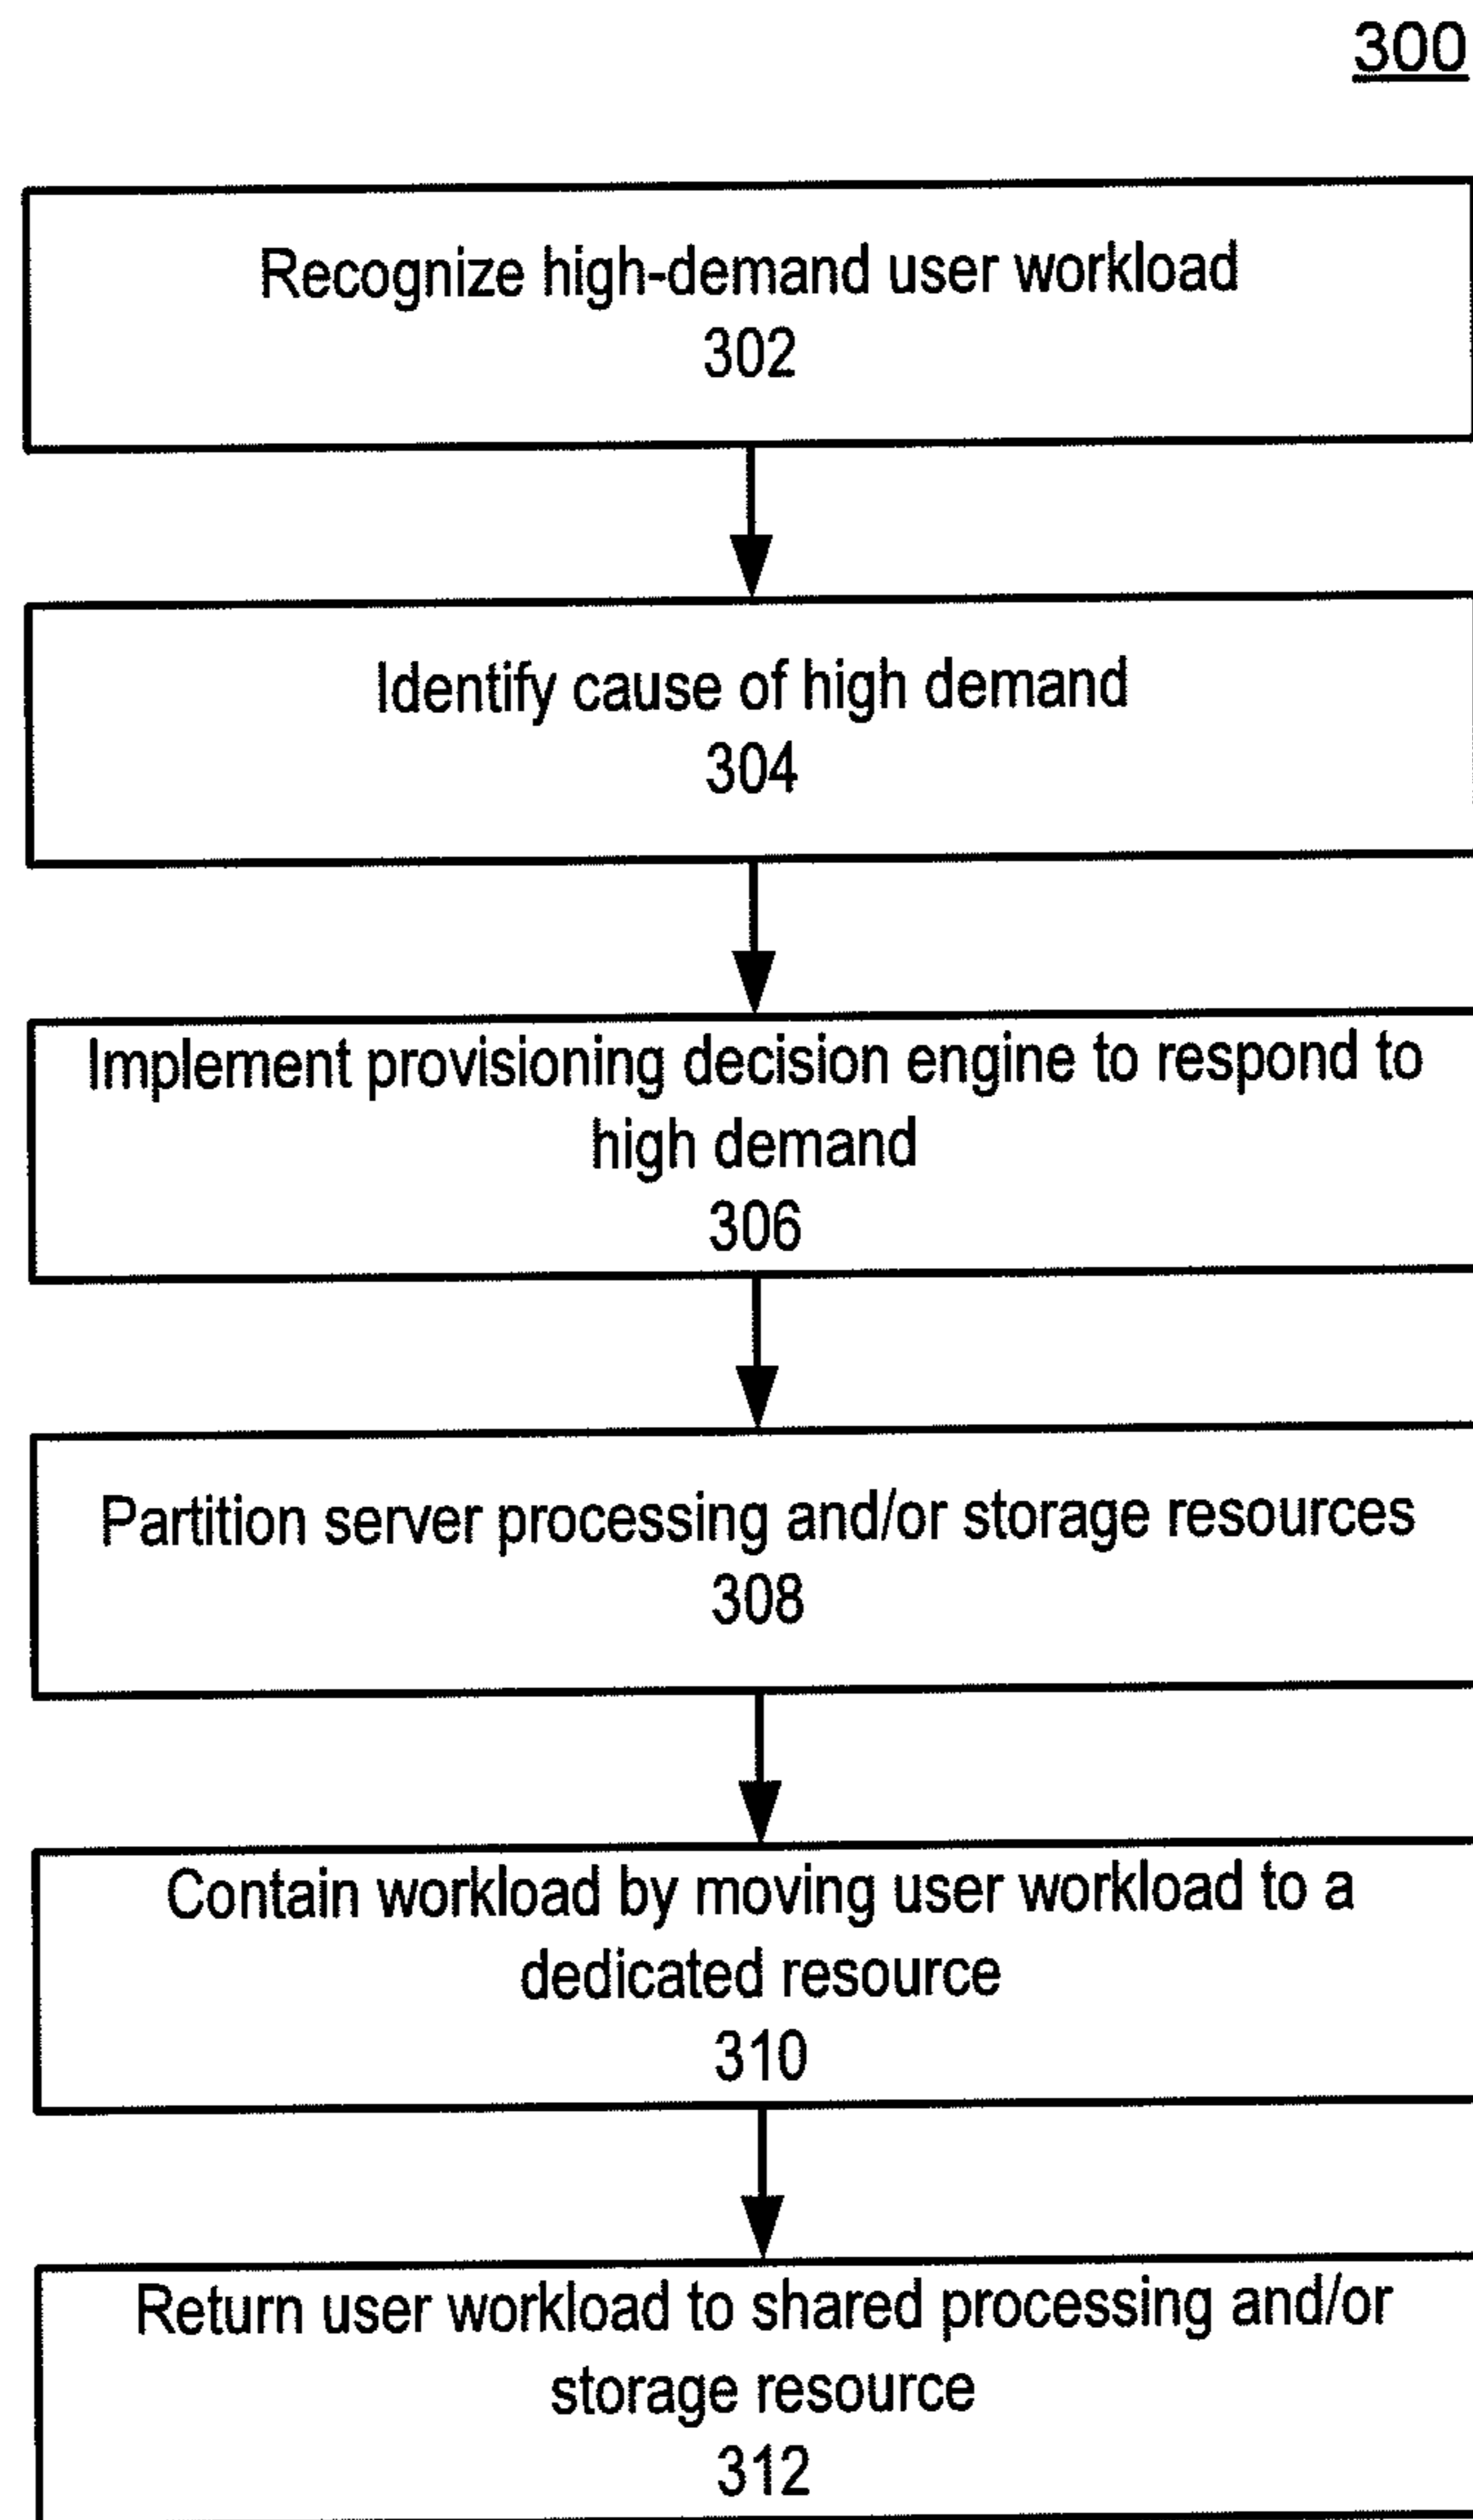 300
Recognize high-demand user workload
302
Identify cause of high demand
304
Implement provisioning decision engine to respond to
high demand
306
Partition server processing and/or storage resources
308
Contain workload by moving user workload to a
dedicated resource
310
Return user workload to shared processing and/or
storage resource
312